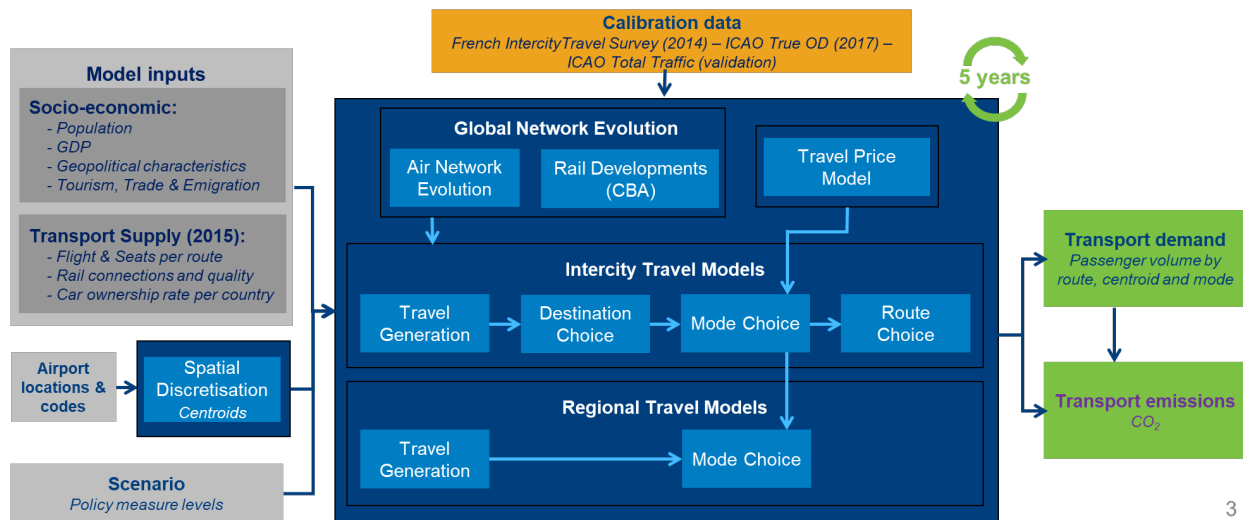 Calibration data
French IntercityTravel Survey (2014) – ICAO True OD (2017) –
ICAO Total Traffic (validation)
5 years
Model inputs
Socio-economic:
- Population
- GDP
- Geopolitical characteristics
- Tourism, Trade & Emigration
Transport Supply (2015):
- Flight & Seats per route
- Rail connections and quality
- Car ownership rate per country
Airport
locations &
codes
Spatial
Discretisation
Centroids
Scenario
Policy measure levels
Global Network Evolution
Air Network
Evolution
Rail Developments
(CBA)
Travel Price
Model
Intercity Travel Models
Travel
Generation
Destination
Choice
Mode Choice
Route
Choice
Regional Travel Models
Travel
Generation
Mode Choice
Transport demand
Passenger volume by
route, centroid and mode
Transport emissions
CO₂
3